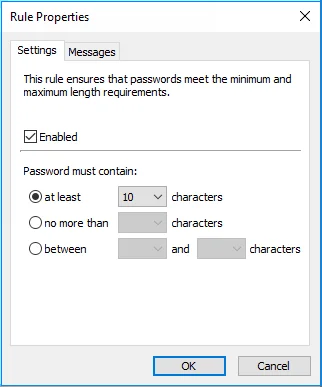 Rule Properties
Settings Messages
This rule ensures that passwords meet the minimum and
maximum length requirements.
Enabled
Password must contain:
at least 10 characters
no more than characters
between and characters
OK Cancel